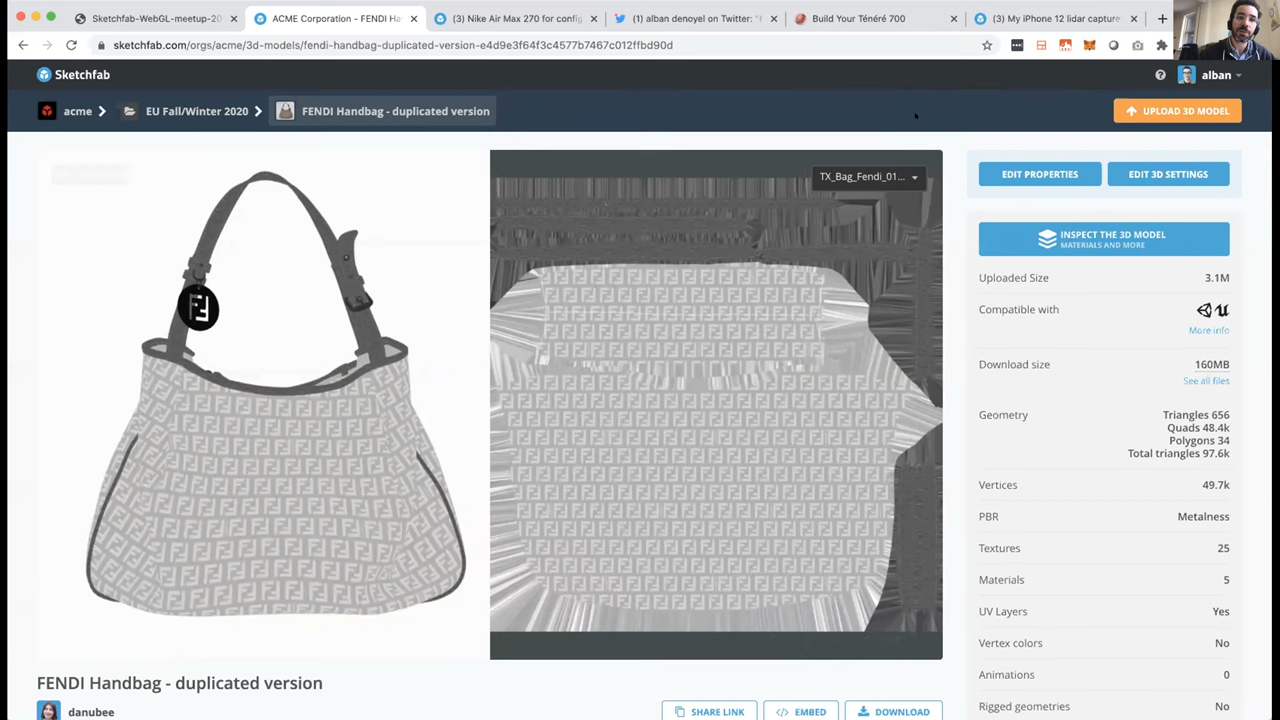 Sketchfab-WebGL-meetup-20
ACME Corporation - FENDI Ha
(3) Nike Air Max 270 for config
(1) alban denoyel on Twitter: "I
Build Your Ténéré 700
(3) My iPhone 12 lidar capture
sketchfab.com/orgs/acme/3d-models/fendi-handbag-duplicated-version-e4d9e3f64f3c4577b7467c012ffbd90d
Sketchfab
alban
acme
EU Fall/Winter 2020
FENDI Handbag - duplicated version
UPLOAD 3D MODEL
TX_Bag_Fendi_01...
EDIT PROPERTIES
EDIT 3D SETTINGS
INSPECT THE 3D MODEL
MATERIALS AND MORE
Uploaded Size 3.1M
Compatible with
More info
Download size 160MB
See all files
Geometry Triangles 656
Quads 48.4k
Polygons 34
Total triangles 97.6k
Vertices 49.7k
PBR Metalness
Textures 25
Materials 5
UV Layers Yes
Vertex colors No
Animations 0
Rigged geometries No
FENDI Handbag - duplicated version
danubee
SHARE LINK
</> EMBED
DOWNLOAD